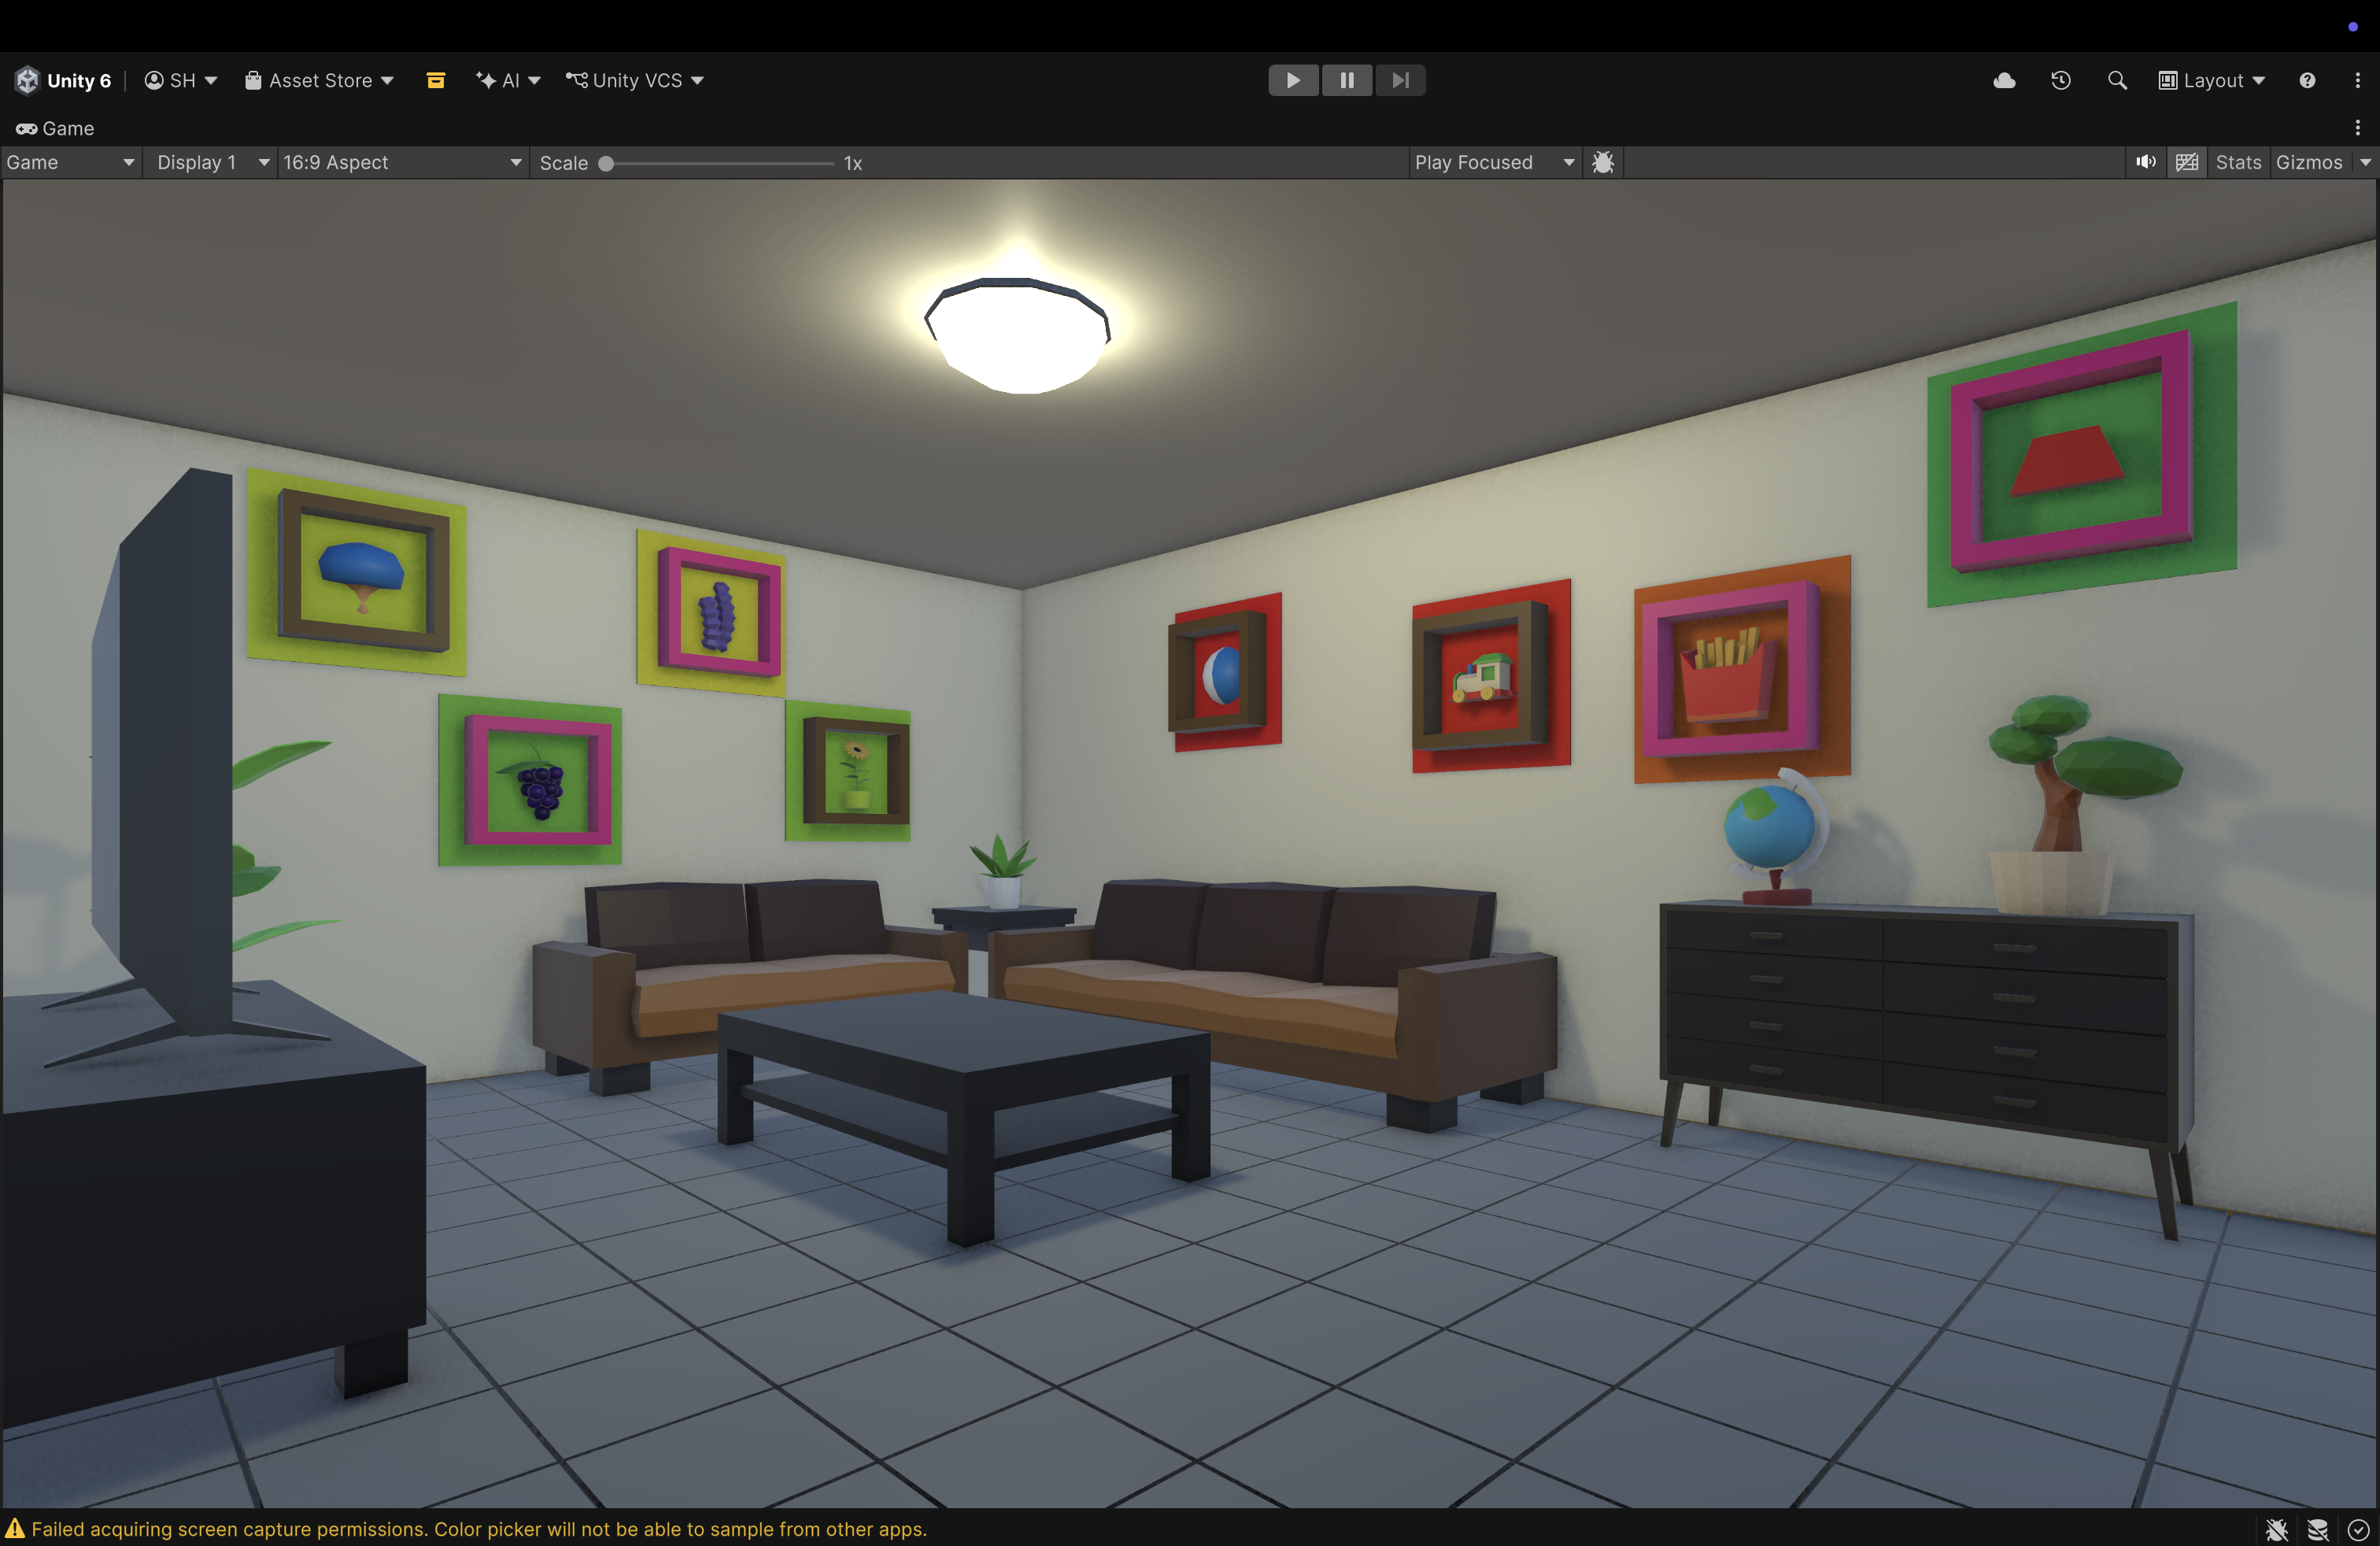 Unity 6 SH Asset Store AI Unity VCS Layout
Game
Game Display 1 16:9 Aspect Scale 1x Play Focused Stats Gizmos
Failed acquiring screen capture permissions. Color picker will not be able to sample from other apps.